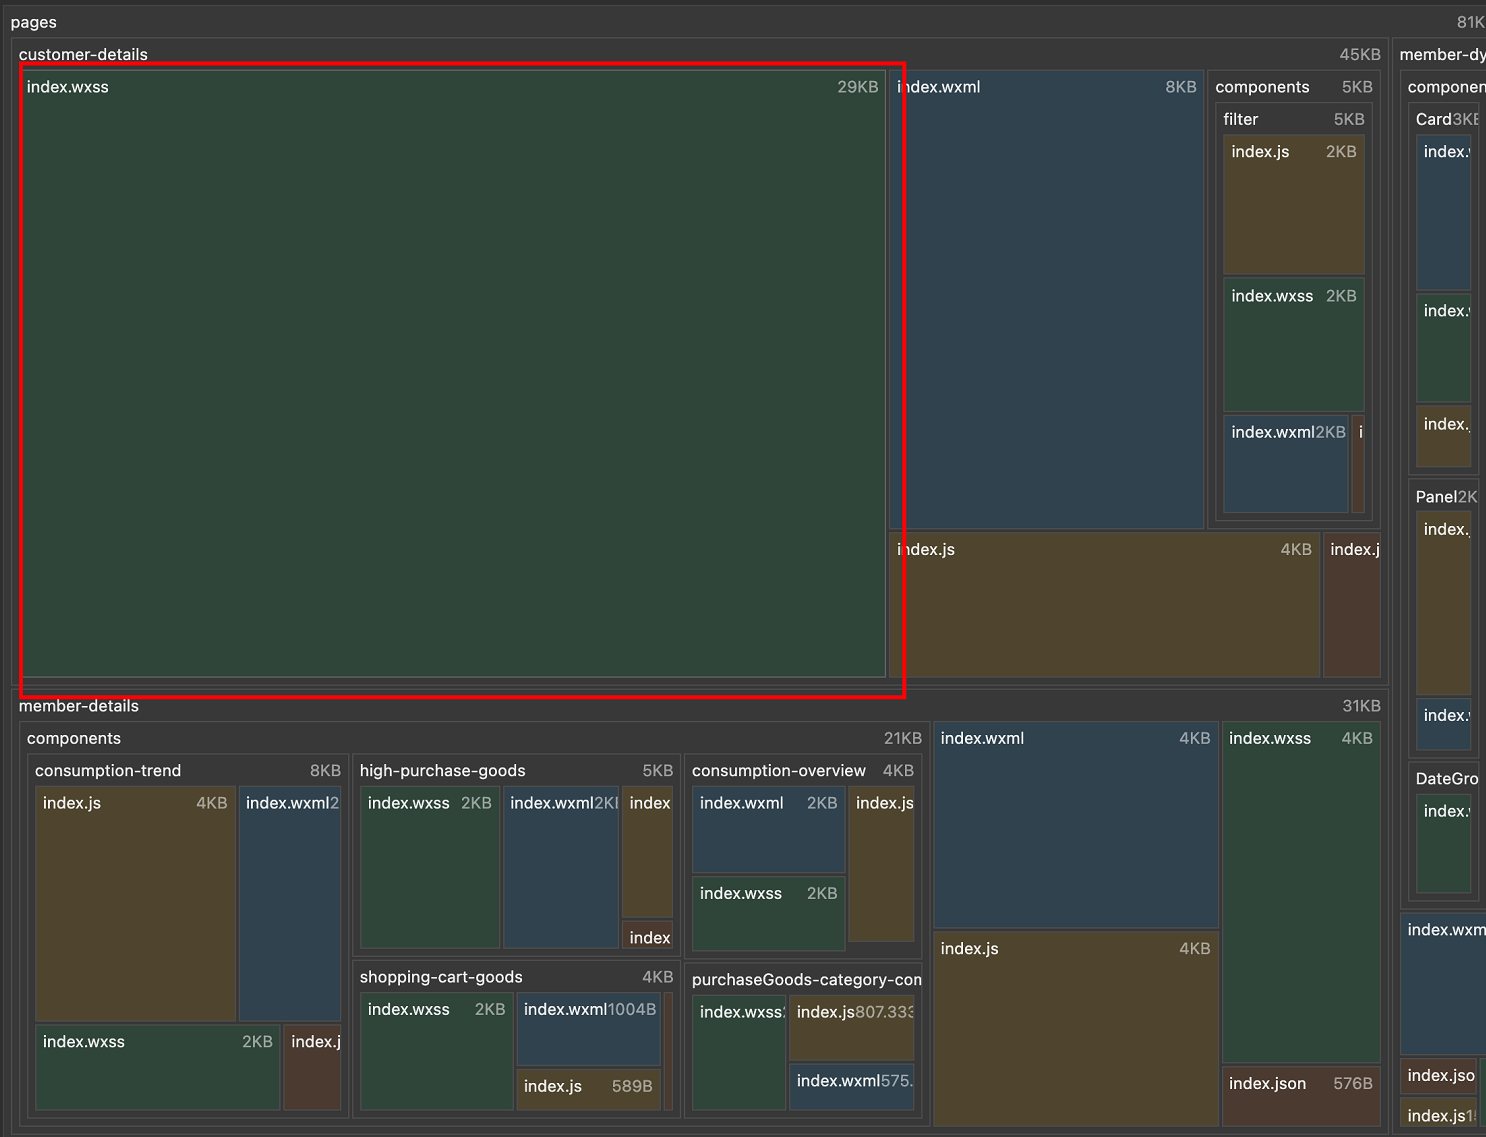 pages 81K
customer-details 45KB
index.wxss 29KB
index.wxml 8KB
components 5KB
filter 5KB
index.js 2KB
index.wxss 2KB
index.wxml2KB
i
index.js 4KB
index.j
member-details 31KB
components 21KB
consumption-trend 8KB
index.js 4KB
index.wxml2
index.wxss 2KB
index.j
high-purchase-goods 5KB
index.wxss 2KB
index.wxml2K
index
index
shopping-cart-goods 4KB
index.wxss 2KB
index.wxml1004B
index.js 589B
consumption-overview 4KB
index.wxml 2KB
index.js
index.wxss 2KB
purchaseGoods-category-con
index.wxss
index.js807.333
index.wxml575.
index.wxml 4KB
index.js 4KB
index.wxss 4KB
index.json 576B
member-dy
componen
Card3KB
index.
index.
index.
Panel2K
index.
index.
DateGro
index.
index.wxm
index.jso
index.js1